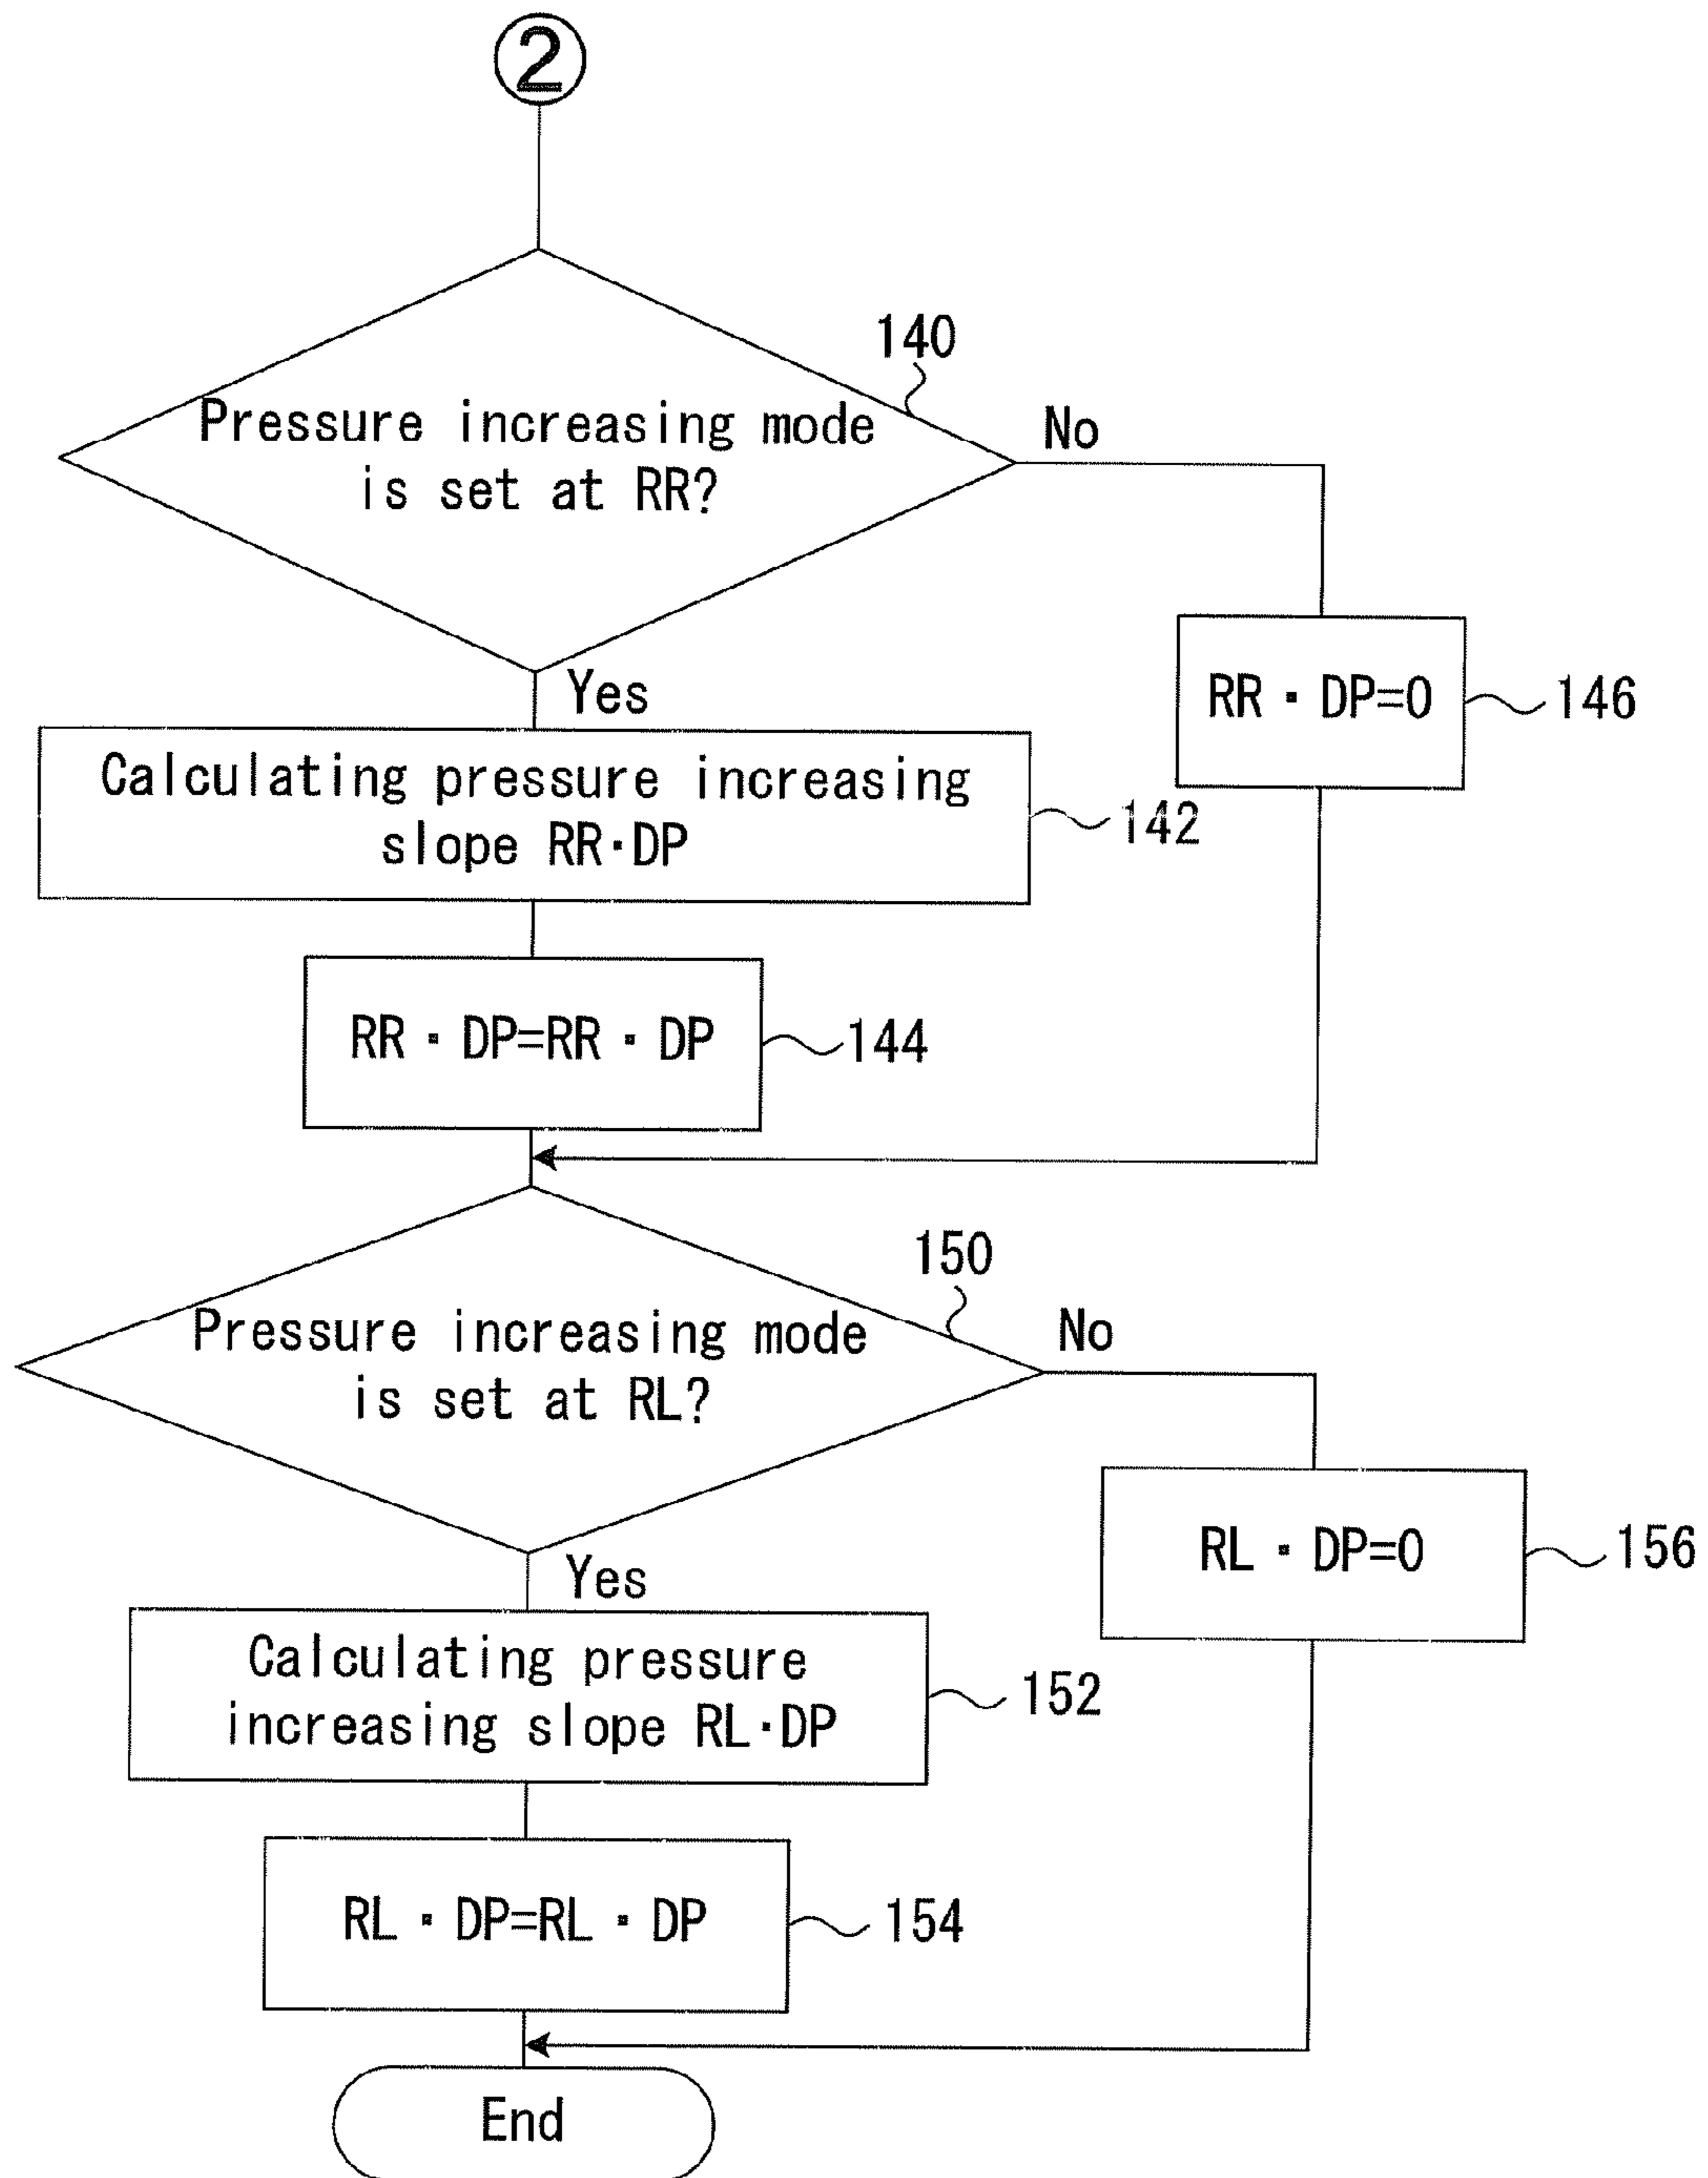 2
140
Pressure increasing mode
is set at RR?
No
Yes
RR・DP=0
146
Calculating pressure increasing
slope RR・DP
142
RR・DP=RR・DP
144
150
Pressure increasing mode
is set at RL?
No
Yes
RL・DP=0
156
Calculating pressure
increasing slope RL・DP
152
RL・DP=RL・DP
154
End